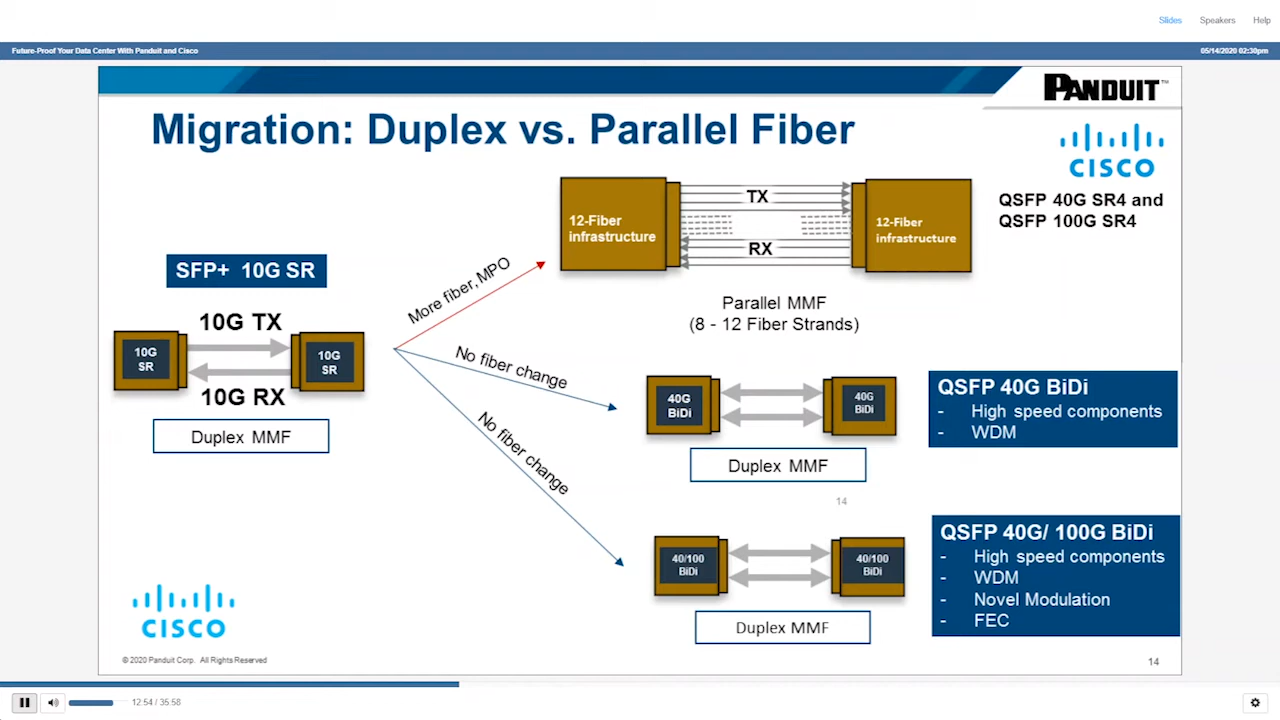 Slides Speakers Help
Future-Proof Your Data Center With Panduit and Cisco
05/14/2020 02:30pm
PANDUIT™
Migration: Duplex vs. Parallel Fiber
CISCO
TX
12-Fiber
infrastructure
12-Fiber
infrastructure
RX
QSFP 40G SR4 and
QSFP 100G SR4
Parallel MMF
(8 - 12 Fiber Strands)
SFP+ 10G SR
10G TX
10G
SR
10G
SR
10G RX
Duplex MMF
More fiber, MPO
No fiber change
No fiber change
40G
BiDi
40G
BiDi
Duplex MMF
14
QSFP 40G BiDi
- High speed components
- WDM
40/100
BiDi
40/100
BiDi
Duplex MMF
QSFP 40G/ 100G BiDi
- High speed components
- WDM
- Novel Modulation
- FEC
CISCO
© 2020 Panduit Corp. All Rights Reserved
14
12:54 / 35:58